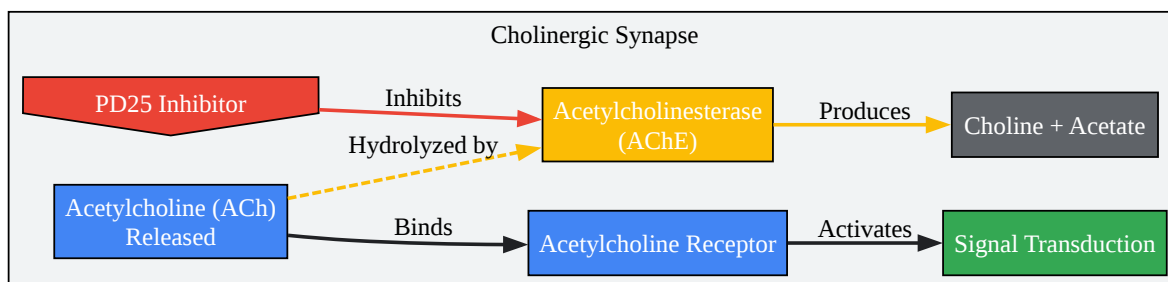 Cholinergic Synapse
PD25 Inhibitor
Inhibits
Acetylcholinesterase
(AChE)
Produces
Choline + Acetate
Hydrolyzed by
Acetylcholine (ACh)
Released
Binds
Acetylcholine Receptor
Activates
Signal Transduction